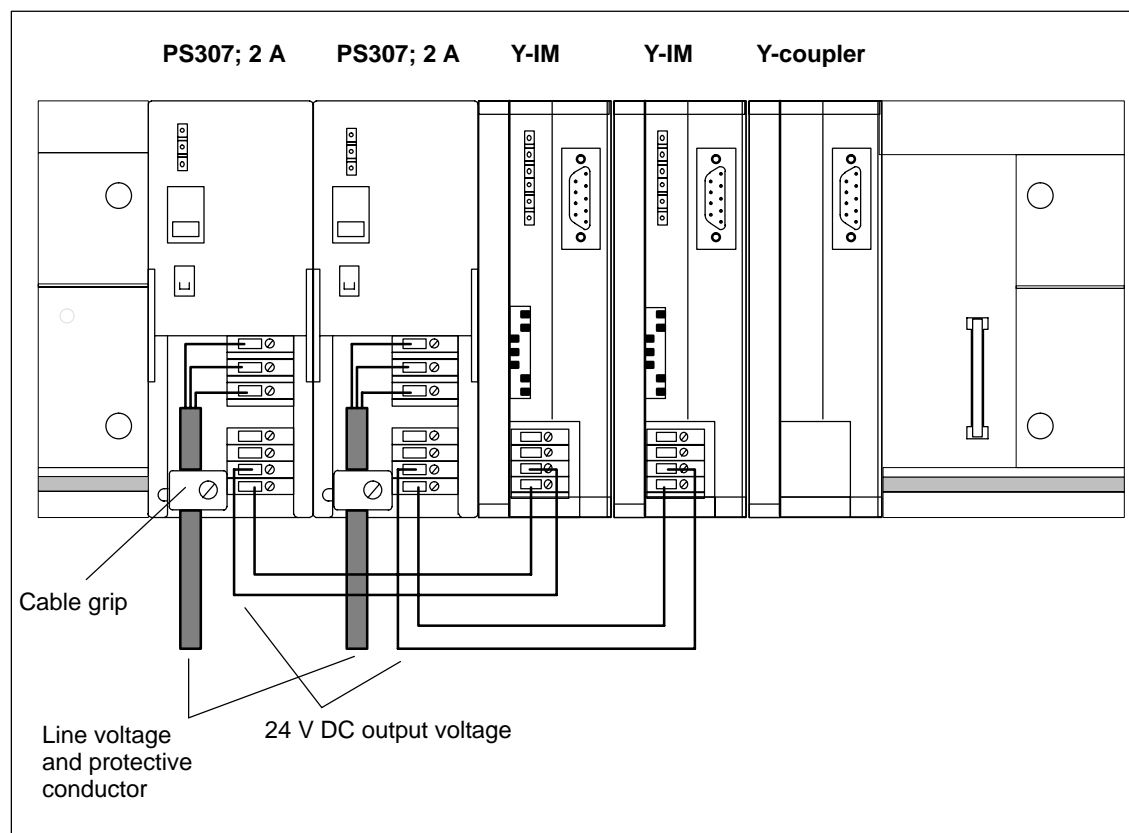 PS307; 2 A
PS307; 2 A
Y-IM
Y-IM
Y-coupler
Cable grip
24 V DC output voltage
Line voltage
and protective
conductor